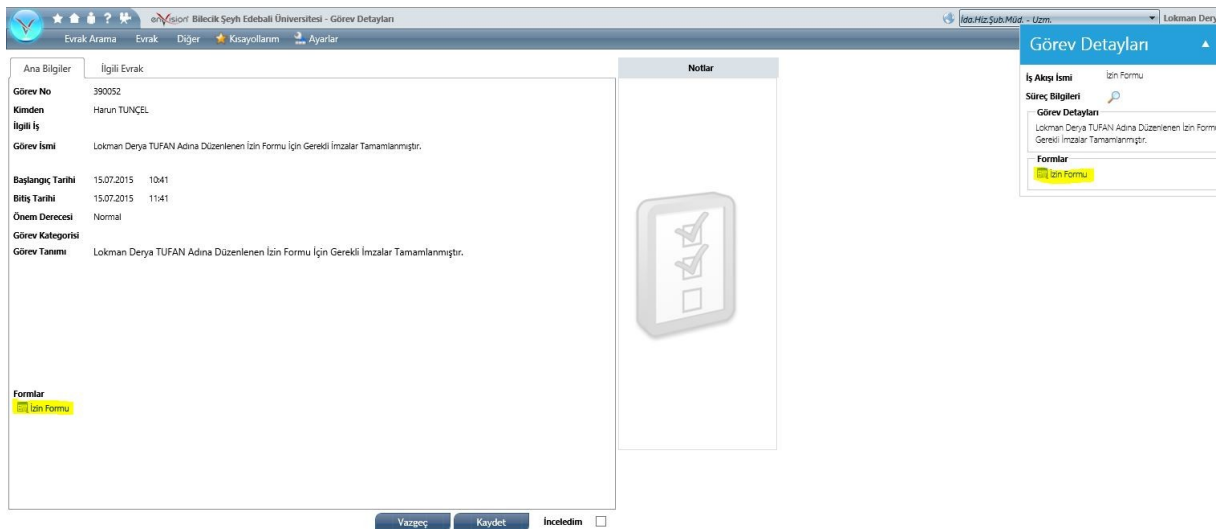 enVision Bilecik Şeyh Edebali Üniversitesi - Görev Detayları
İda.Hiz.Şub.Müd. - Uzm.
Lokman Dery
Evrak Arama Evrak Diğer Kısayollarım Ayarlar
Ana Bilgiler İlgili Evrak
Görev No 390052
Kimden Harun TUNÇEL
İlgili İş
Görev İsmi Lokman Derya TUFAN Adına Düzenlenen İzin Formu İçin Gerekli İmzalar Tamamlanmıştır.
Başlangıç Tarihi 15.07.2015 10:41
Bitiş Tarihi 15.07.2015 11:41
Önem Derecesi Normal
Görev Kategorisi
Görev Tanımı Lokman Derya TUFAN Adına Düzenlenen İzin Formu İçin Gerekli İmzalar Tamamlanmıştır.
Formlar
İzin Formu
Vazgeç Kaydet İnceledim
Notlar
Görev Detayları
İş Akışı İsmi İzin Formu
Süreç Bilgileri
Görev Detayları
Lokman Derya TUFAN Adına Düzenlenen İzin Formu
Gerekli İmzalar Tamamlanmıştır.
Formlar
İzin Formu